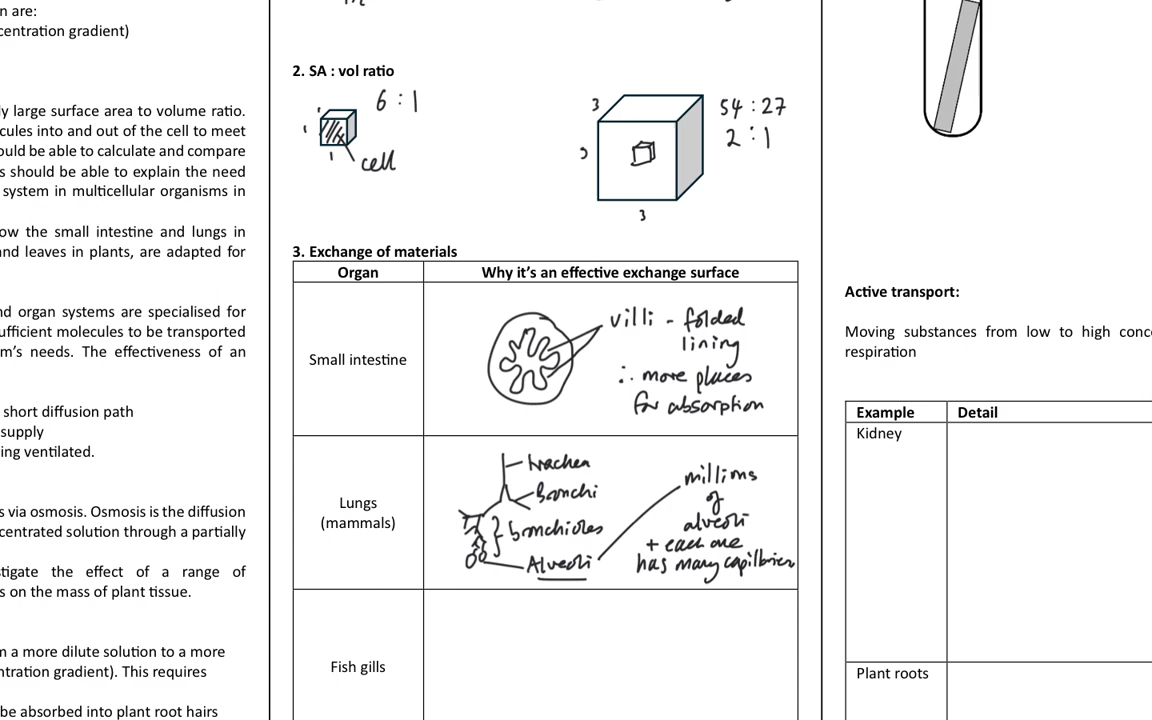 n are:
centration gradient)
ly large surface area to volume ratio.
cules into and out of the cell to meet
ould be able to calculate and compare
s should be able to explain the need
system in multicellular organisms in
ow the small intestine and lungs in
and leaves in plants, are adapted for
nd organ systems are specialised for
ufficient molecules to be transported
m's needs. The effectiveness of an
short diffusion path
supply
ing ventilated.
s via osmosis. Osmosis is the diffusion
centrated solution through a partially
stigate the effect of a range of
s on the mass of plant tissue.
m a more dilute solution to a more
ntration gradient). This requires
be absorbed into plant root hairs
2. SA : vol ratio
6 : 1
1
1
cell
3
3
3
54 : 27
2 : 1
3. Exchange of materials
Organ
Why it's an effective exchange surface
Small intestine
villi - folded
lining
∴ more places
for absorption
Lungs
(mammals)
trachea
Bronchi
bronchioles
Alveoli
millions
of
alveoli
+ each one
has many capilbries
Fish gills
Active transport:
Moving substances from low to high conc
respiration
Example
Detail
Kidney
Plant roots